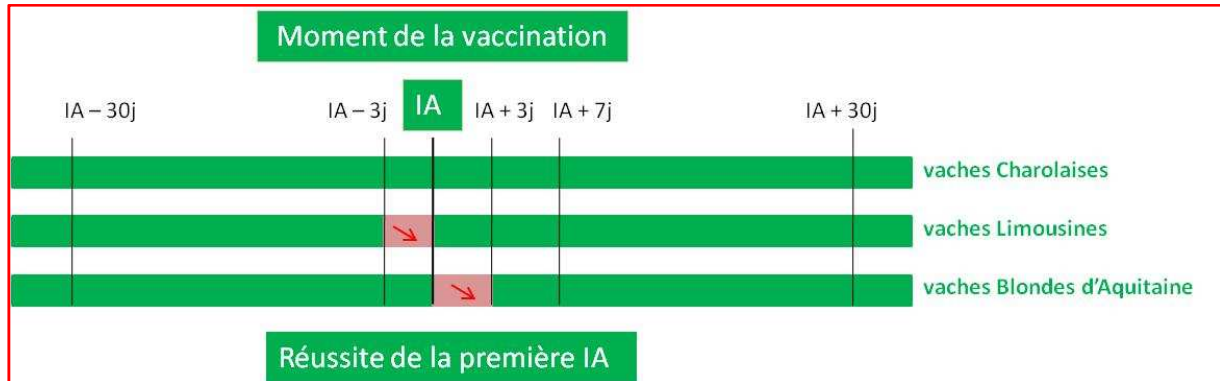 Moment de la vaccination
IA – 30j
IA – 3j
IA
IA + 3j
IA + 7j
IA + 30j
vaches Charolaises
vaches Limousines
vaches Blondes d'Aquitaine
Réussite de la première IA